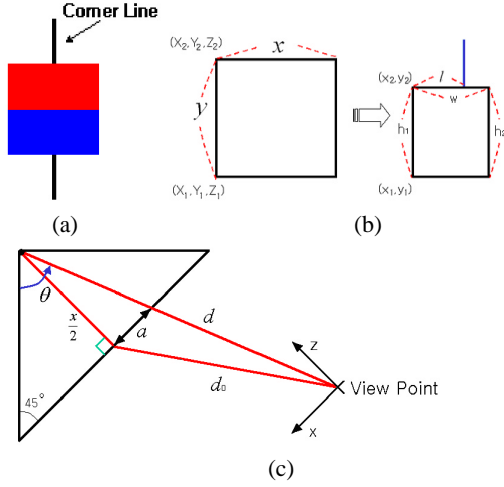 Corner Line
(a)
(X₂,Y₂,Z₂)
x
y
(X₁,Y₁,Z₁)
(x₂,y₂)
l
w
h₁
h₂
(x₁,y₁)
(b)
θ
x/2
a
d
d₀
45°
z
View Point
x
(c)